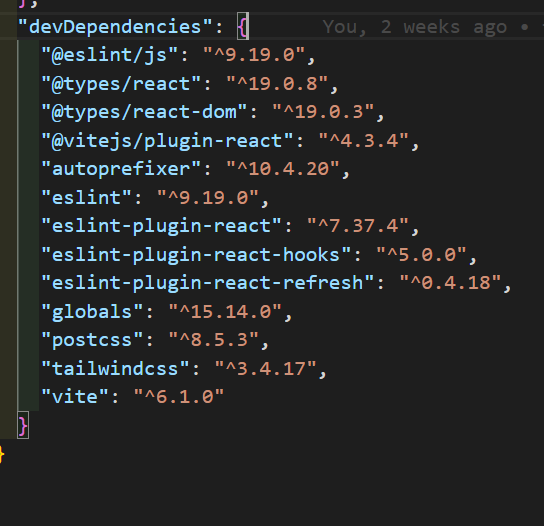 },
"devDependencies": { You, 2 weeks ago •
"@eslint/js": "^9.19.0",
"@types/react": "^19.0.8",
"@types/react-dom": "^19.0.3",
"@vitejs/plugin-react": "^4.3.4",
"autoprefixer": "^10.4.20",
"eslint": "^9.19.0",
"eslint-plugin-react": "^7.37.4",
"eslint-plugin-react-hooks": "^5.0.0",
"eslint-plugin-react-refresh": "^0.4.18",
"globals": "^15.14.0",
"postcss": "^8.5.3",
"tailwindcss": "^3.4.17",
"vite": "^6.1.0"
}
}